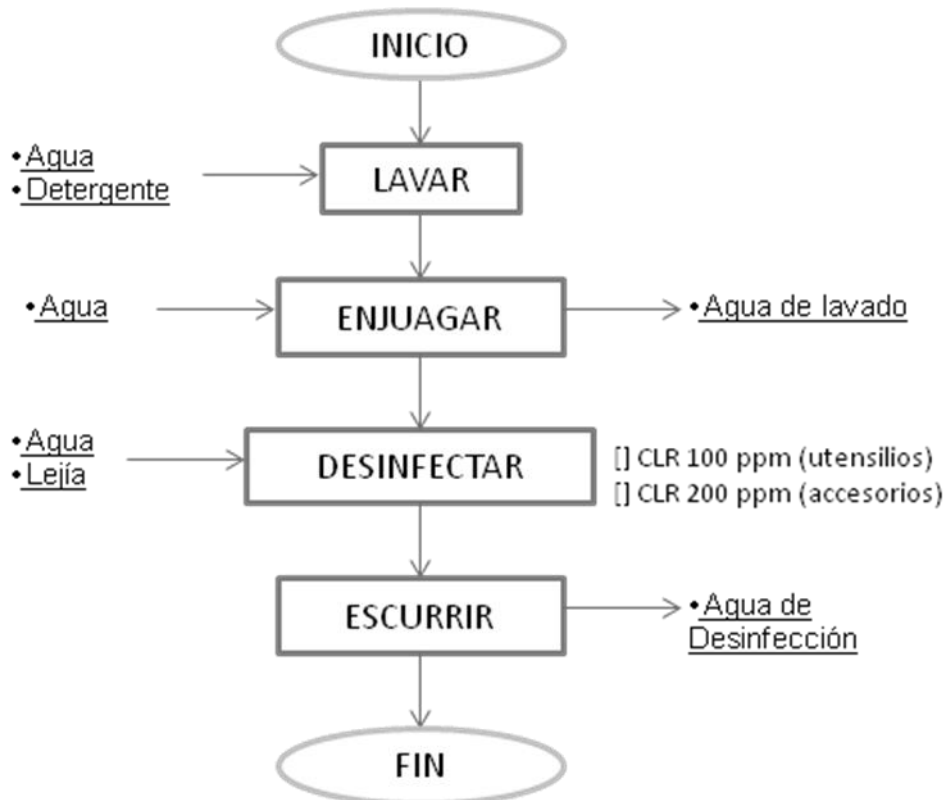 INICIO
• Agua
• Detergente
LAVAR
• Agua
ENJUAGAR
• Agua de lavado
• Agua
• Lejía
DESINFECTAR
[] CLR 100 ppm (utensilios)
[] CLR 200 ppm (accesorios)
ESCURRIR
• Agua de
Desinfección
FIN